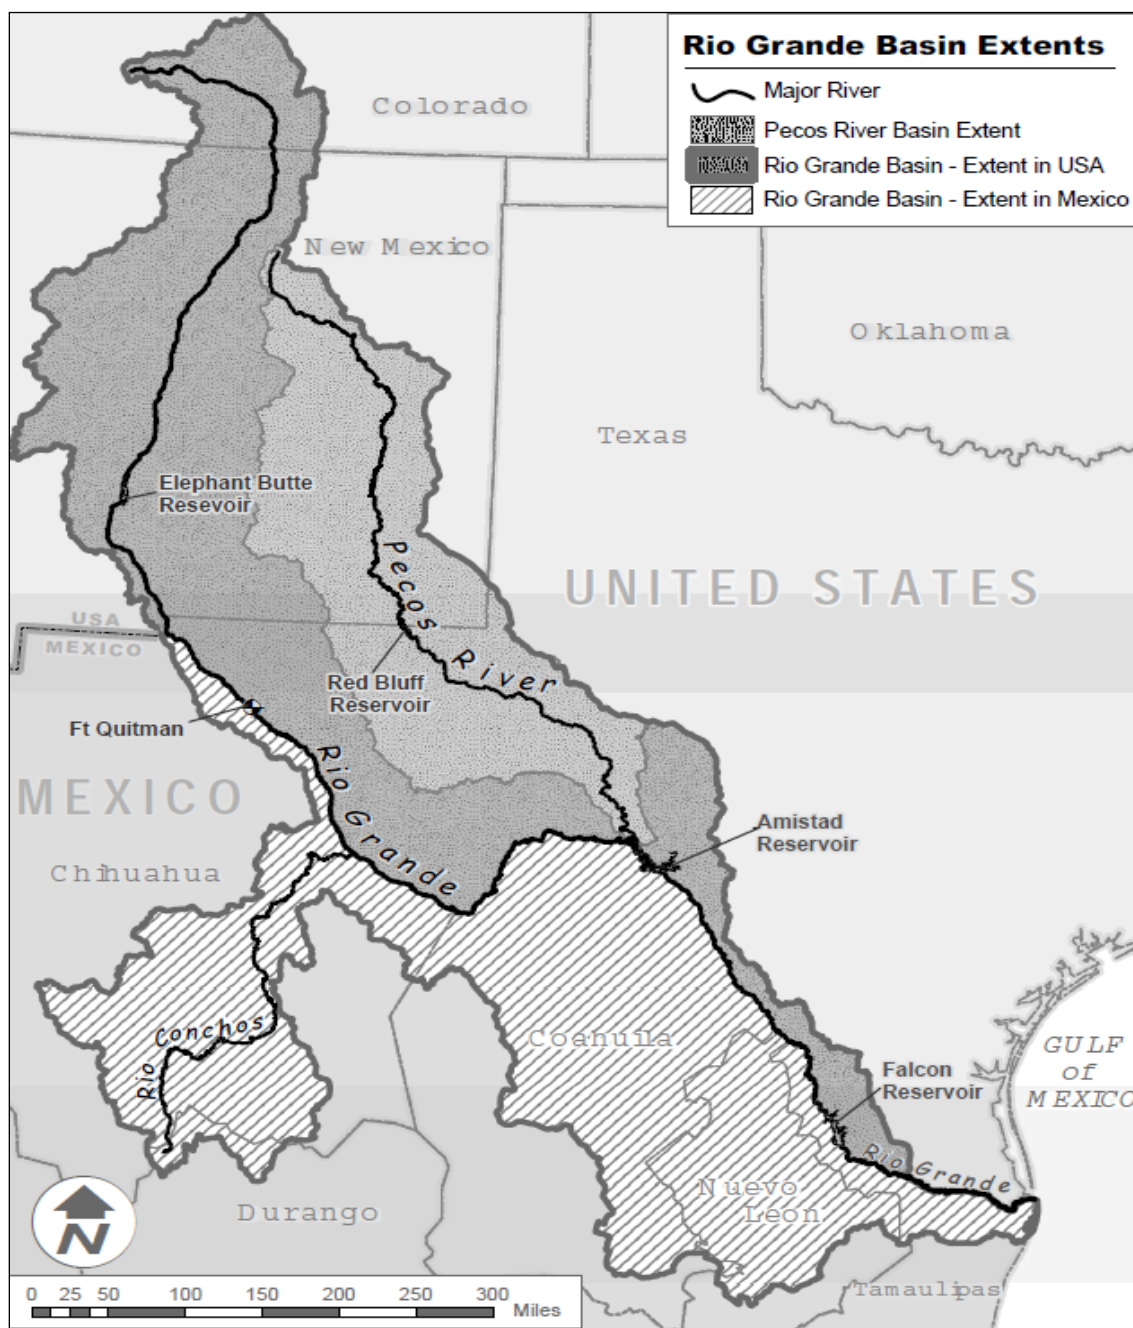 Rio Grande Basin Extents
Major River
Pecos River Basin Extent
Rio Grande Basin - Extent in USA
Rio Grande Basin - Extent in Mexico
Colorado
New Mexico
Oklahoma
Texas
Elephant Butte
Resevoir
Pecos River
UNITED STATES
USA
MEXICO
Red Bluff
Reservoir
Ft Quitman
Rio Grande
MEXICO
Amistad
Reservoir
Chihuahua
Rio Conchos
Coahuila
GULF
of
MEXICO
Falcon
Reservoir
Rio Grande
Nuevo
Leon
Durango
N
Tamaulipas
0 25 50 100 150 200 250 300
Miles